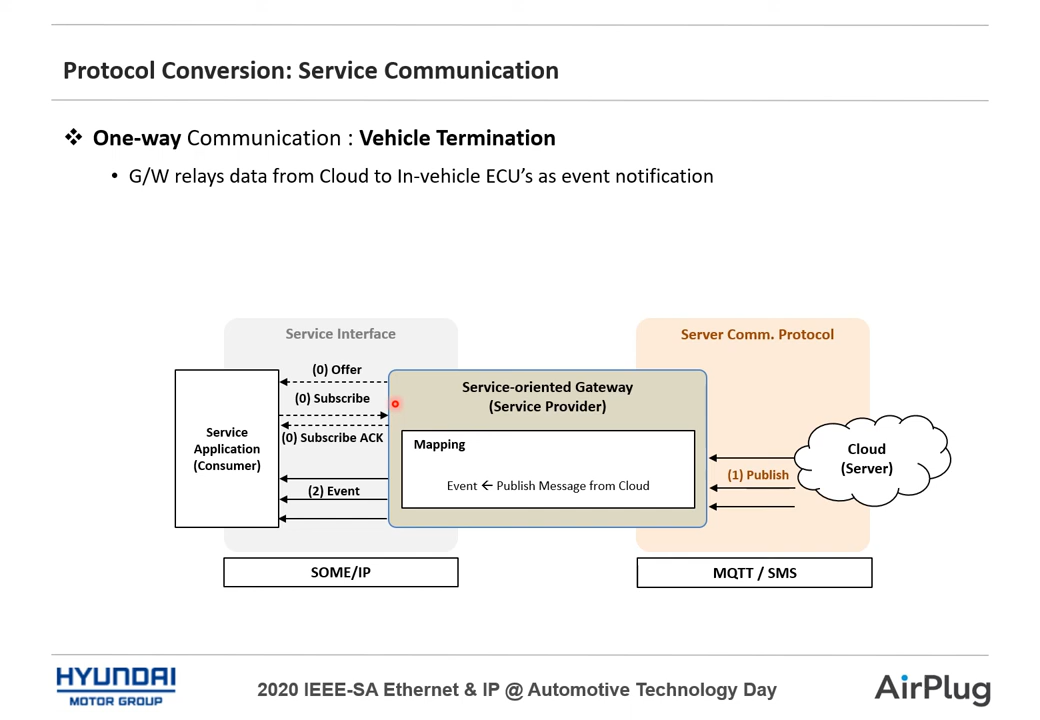 Protocol Conversion: Service Communication
❖ One-way Communication : Vehicle Termination
• G/W relays data from Cloud to In-vehicle ECU's as event notification
Service Interface
Server Comm. Protocol
(0) Offer
(0) Subscribe
(0) Subscribe ACK
(2) Event
Service
Application
(Consumer)
Service-oriented Gateway
(Service Provider)
Mapping
Event ← Publish Message from Cloud
(1) Publish
Cloud
(Server)
SOME/IP
MQTT / SMS
HYUNDAI
MOTOR GROUP
2020 IEEE-SA Ethernet & IP @ Automotive Technology Day
AirPlug